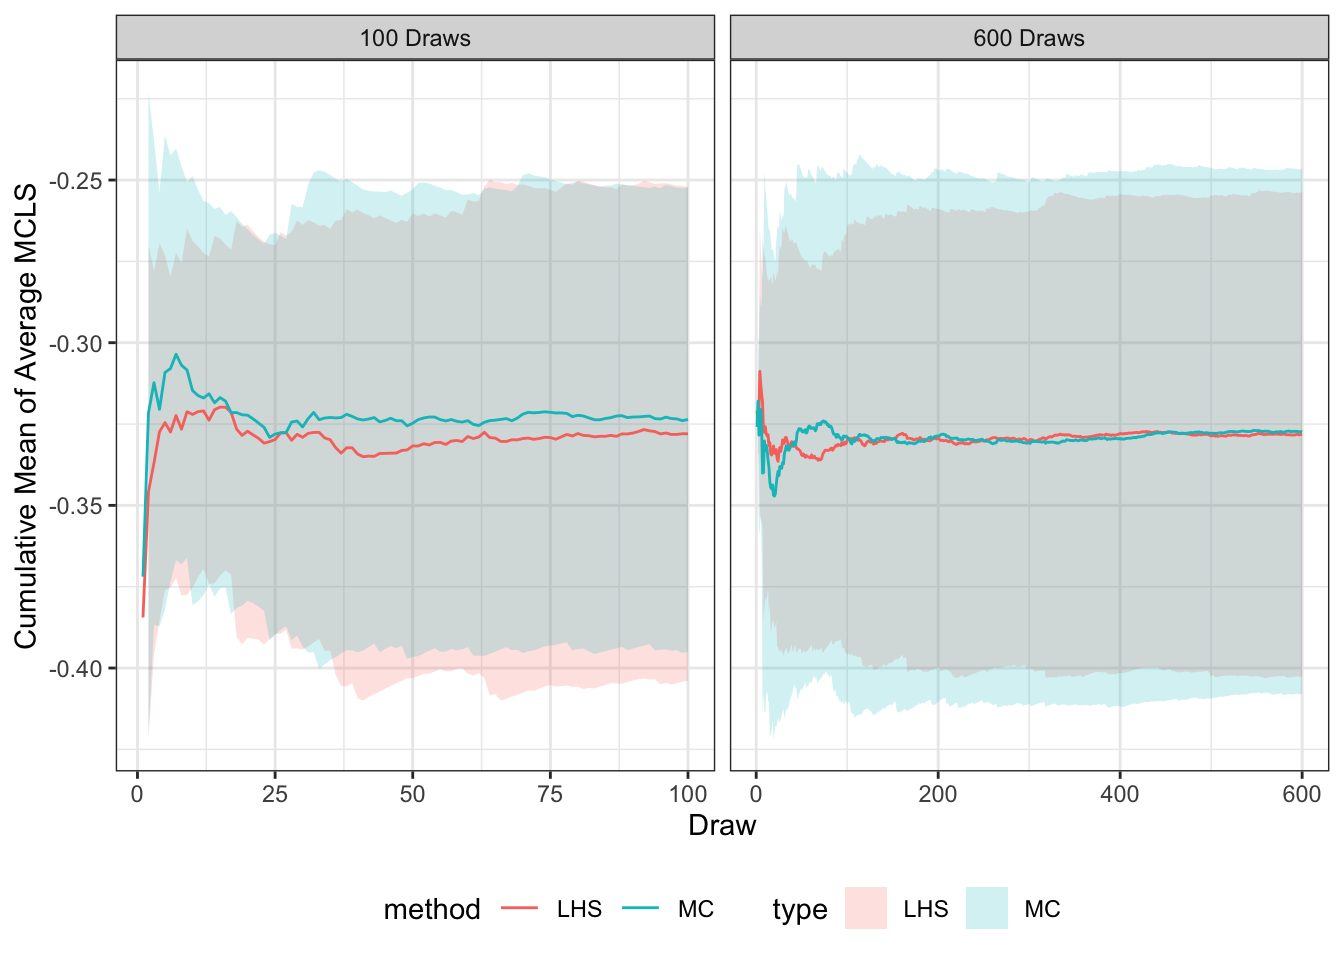 100 Draws
600 Draws
Cumulative Mean of Average MCLS
-0.25
-0.30
-0.35
-0.40
0
25
50
75
100
0
200
400
600
Draw
method
LHS
MC
type
LHS
MC